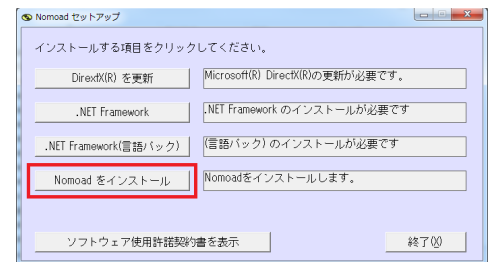 Nomoad セットアップ
インストールする項目をクリックしてください。
DirextX(R) を更新
Microsoft(R) DirectX(R)の更新が必要です。
.NET Framework
.NET Framework のインストールが必要です
.NET Framework(言語パック)
(言語パック) のインストールが必要です
Nomoad をインストール
Nomoadをインストールします。
ソフトウェア使用許諾契約書を表示
終了(X)